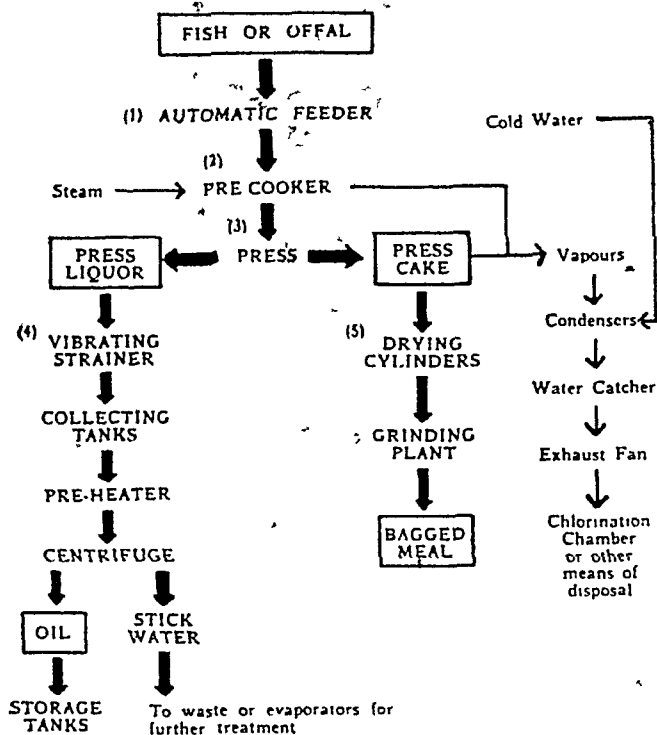 FISH OR OFFAL
(1) AUTOMATIC FEEDER
Cold Water
(2)
Steam
PRE COOKER
(3)
PRESS
LIQUOR
PRESS
PRESS
CAKE
Vapours
(4)
VIBRATING
STRAINER
(5)
DRYING
CYLINDERS
Condensers
COLLECTING
TANKS
GRINDING
PLANT
Water Catcher
PRE-HEATER
Exhaust Fan
CENTRIFUGE
BAGGED
MEAL
Chlorination
Chamber
or other
means of
disposal
OIL
STICK
WATER
STORAGE
TANKS
To waste or evaporators for
further treatment